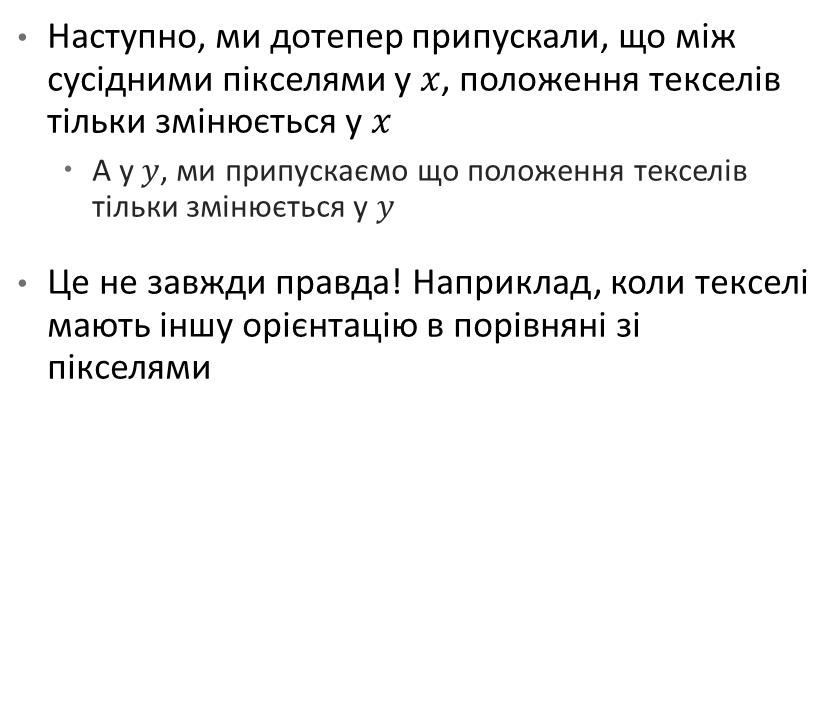 • Наступно, ми дотепер припускали, що між
сусідними пікселями у 𝑥, положення текселів
тільки змінюється у 𝑥
• А у 𝑦, ми припускаємо що положення текселів
тільки змінюється у 𝑦
• Це не завжди правда! Наприклад, коли текселі
мають іншу орієнтацію в порівняні зі
пікселями